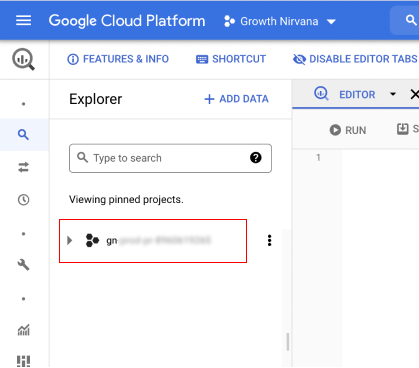 Google Cloud Platform
Growth Nirvana
FEATURES & INFO
SHORTCUT
DISABLE EDITOR TABS
Explorer
+ ADD DATA
EDITOR
RUN
S
1
Type to search
Viewing pinned projects.
gn